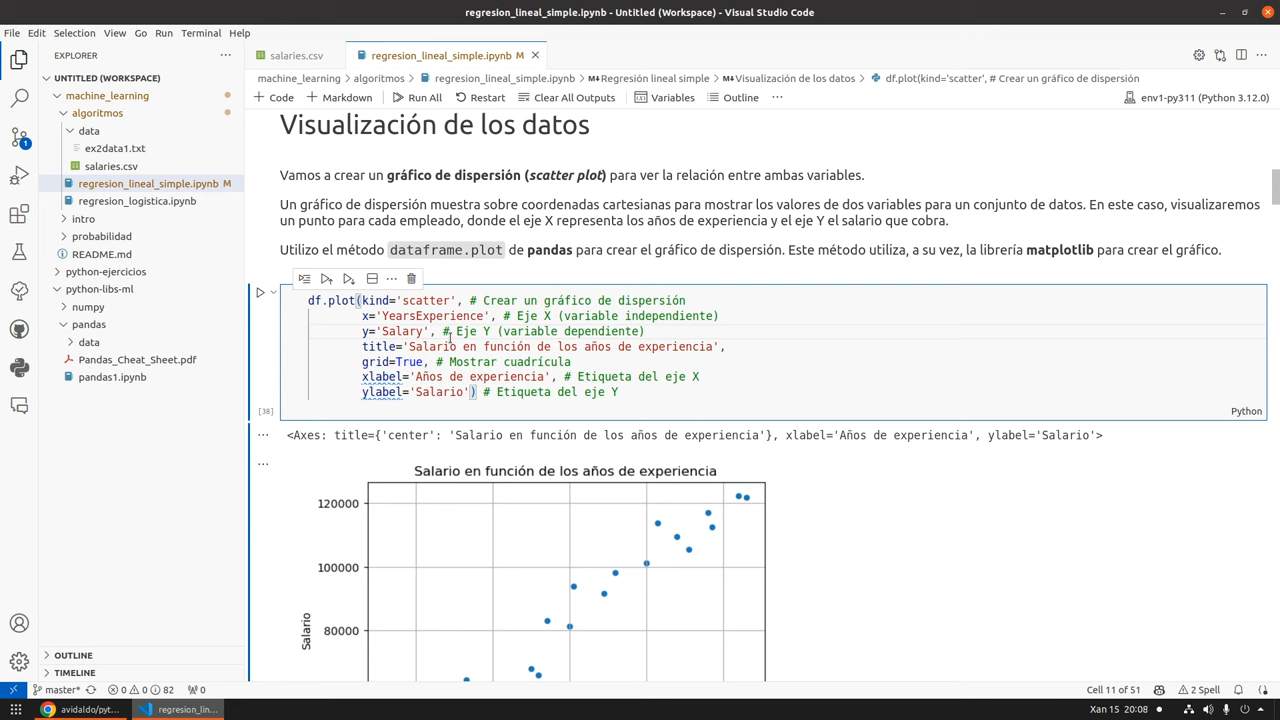 regresion_lineal_simple.ipynb - Untitled (Workspace) - Visual Studio Code
File Edit Selection View Go Run Terminal Help
EXPLORER
UNTITLED (WORKSPACE)
machine_learning
algoritmos
data
ex2data1.txt
salaries.csv
regresion_lineal_simple.ipynb M
regresion_logistica.ipynb
intro
probabilidad
README.md
python-ejercicios
python-libs-ml
numpy
pandas
data
Pandas_Cheat_Sheet.pdf
pandas1.ipynb
OUTLINE
TIMELINE
1
salaries.csv
regresion_lineal_simple.ipynb M
machine_learning > algoritmos > regresion_lineal_simple.ipynb > Regresión lineal simple > Visualización de los datos > df.plot(kind='scatter', # Crear un gráfico de dispersión
+ Code + Markdown Run All Restart Clear All Outputs Variables Outline ...
env1-py311 (Python 3.12.0)
Visualización de los datos
Vamos a crear un gráfico de dispersión (scatter plot) para ver la relación entre ambas variables.
Un gráfico de dispersión muestra sobre coordenadas cartesianas para mostrar los valores de dos variables para un conjunto de datos. En este caso, visualizaremos
un punto para cada empleado, donde el eje X representa los años de experiencia y el eje Y el salario que cobra.
Utilizo el método dataframe.plot de pandas para crear el gráfico de dispersión. Este método utiliza, a su vez, la librería matplotlib para crear el gráfico.
df.plot(kind='scatter', # Crear un gráfico de dispersión
x='YearsExperience', # Eje X (variable independiente)
y='Salary', # Eje Y (variable dependiente)
title='Salario en función de los años de experiencia',
grid=True, # Mostrar cuadrícula
xlabel='Años de experiencia', # Etiqueta del eje X
ylabel='Salario') # Etiqueta del eje Y
[38]
Python
<Axes: title={'center': 'Salario en función de los años de experiencia'}, xlabel='Años de experiencia', ylabel='Salario'>
Salario en función de los años de experiencia
120000
100000
80000
Salario
master* 0 0 82 0
Cell 11 of 51
2 Spell
avidaldo/pyt...
regresion_lin...
Xan 15 20:08